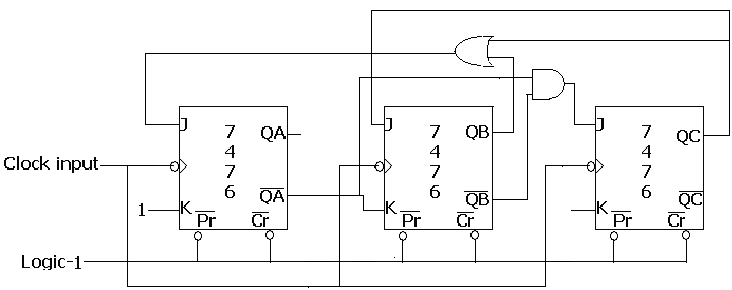 J 7 4 7 6 QA
Clock input
1 K Pr Cr QA
J 7 4 7 6 QB
K Pr Cr QB
J 7 4 7 6 QC
K Pr Cr QC
Logic-1